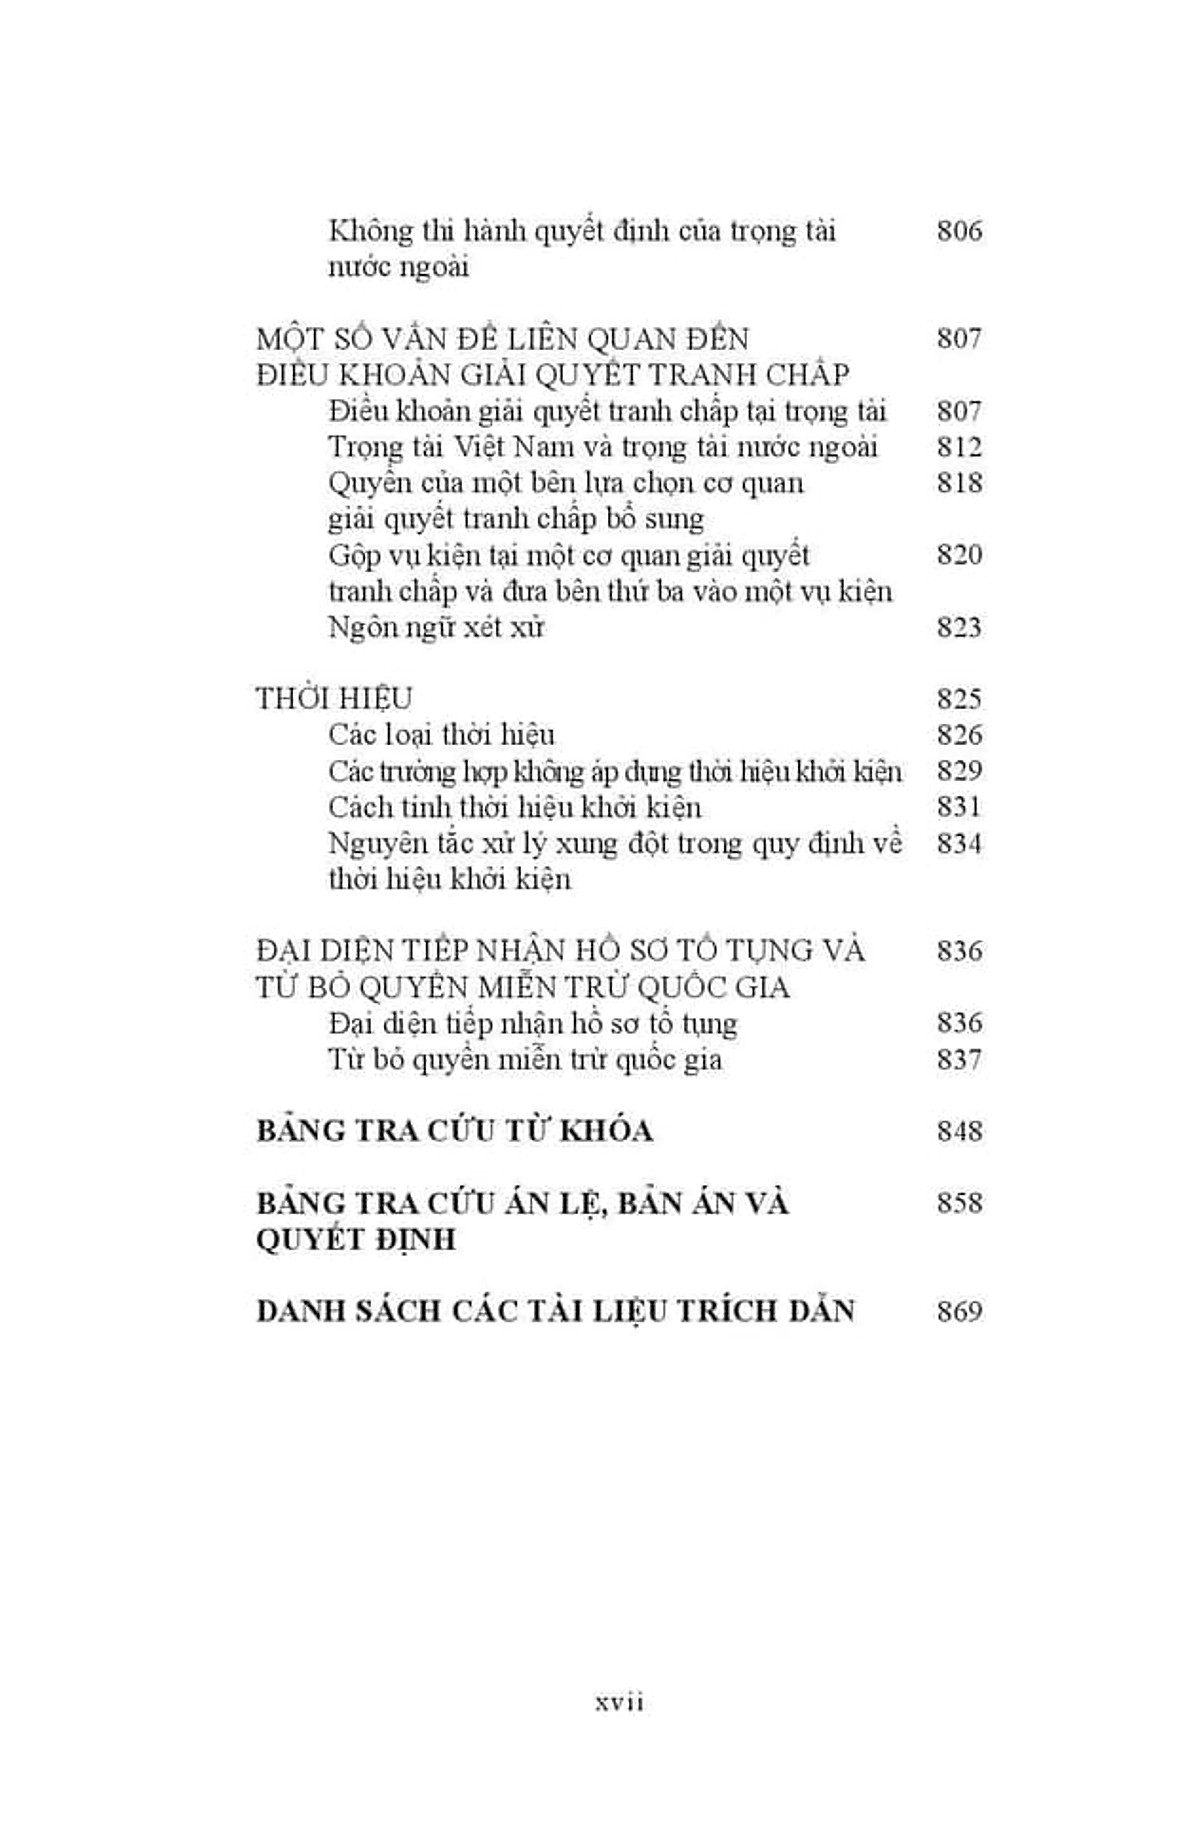 Không thi hành quyết định của trọng tài 806
nước ngoài
MỘT SỐ VẤN ĐỀ LIÊN QUAN ĐẾN 807
ĐIỀU KHOẢN GIẢI QUYẾT TRANH CHẤP
Điều khoản giải quyết tranh chấp tại trọng tài 807
Trọng tài Việt Nam và trọng tài nước ngoài 812
Quyền của một bên lựa chọn cơ quan 818
giải quyết tranh chấp bổ sung
Gộp vụ kiện tại một cơ quan giải quyết 820
tranh chấp và đưa bên thứ ba vào một vụ kiện
Ngôn ngữ xét xử 823
THỜI HIỆU 825
Các loại thời hiệu 826
Các trường hợp không áp dụng thời hiệu khởi kiện 829
Cách tính thời hiệu khởi kiện 831
Nguyên tắc xử lý xung đột trong quy định về 834
thời hiệu khởi kiện
ĐẠI DIỆN TIẾP NHẬN HỒ SƠ TỐ TỤNG VÀ 836
TỪ BỎ QUYỀN MIỄN TRỪ QUỐC GIA
Đại diện tiếp nhận hồ sơ tố tụng 836
Từ bỏ quyền miễn trừ quốc gia 837
BẢNG TRA CỨU TỪ KHÓA 848
BẢNG TRA CỨU ÁN LỆ, BẢN ÁN VÀ 858
QUYẾT ĐỊNH
DANH SÁCH CÁC TÀI LIỆU TRÍCH DẪN 869
xvii